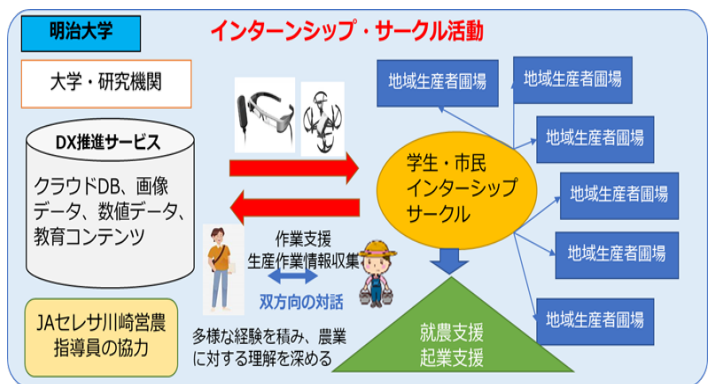 明治大学
インターンシップ・サークル活動
大学・研究機関
DX推進サービス
クラウドDB、画像
データ、数値データ、
教育コンテンツ
JAセレサ川崎営農
指導員の協力
作業支援
生産作業情報収集
双方向の対話
多様な経験を積み、農業
に対する理解を深める
学生・市民
インターシップ
サークル
就農支援
起業支援
地域生産者圃場
地域生産者圃場
地域生産者圃場
地域生産者圃場
地域生産者圃場
地域生産者圃場